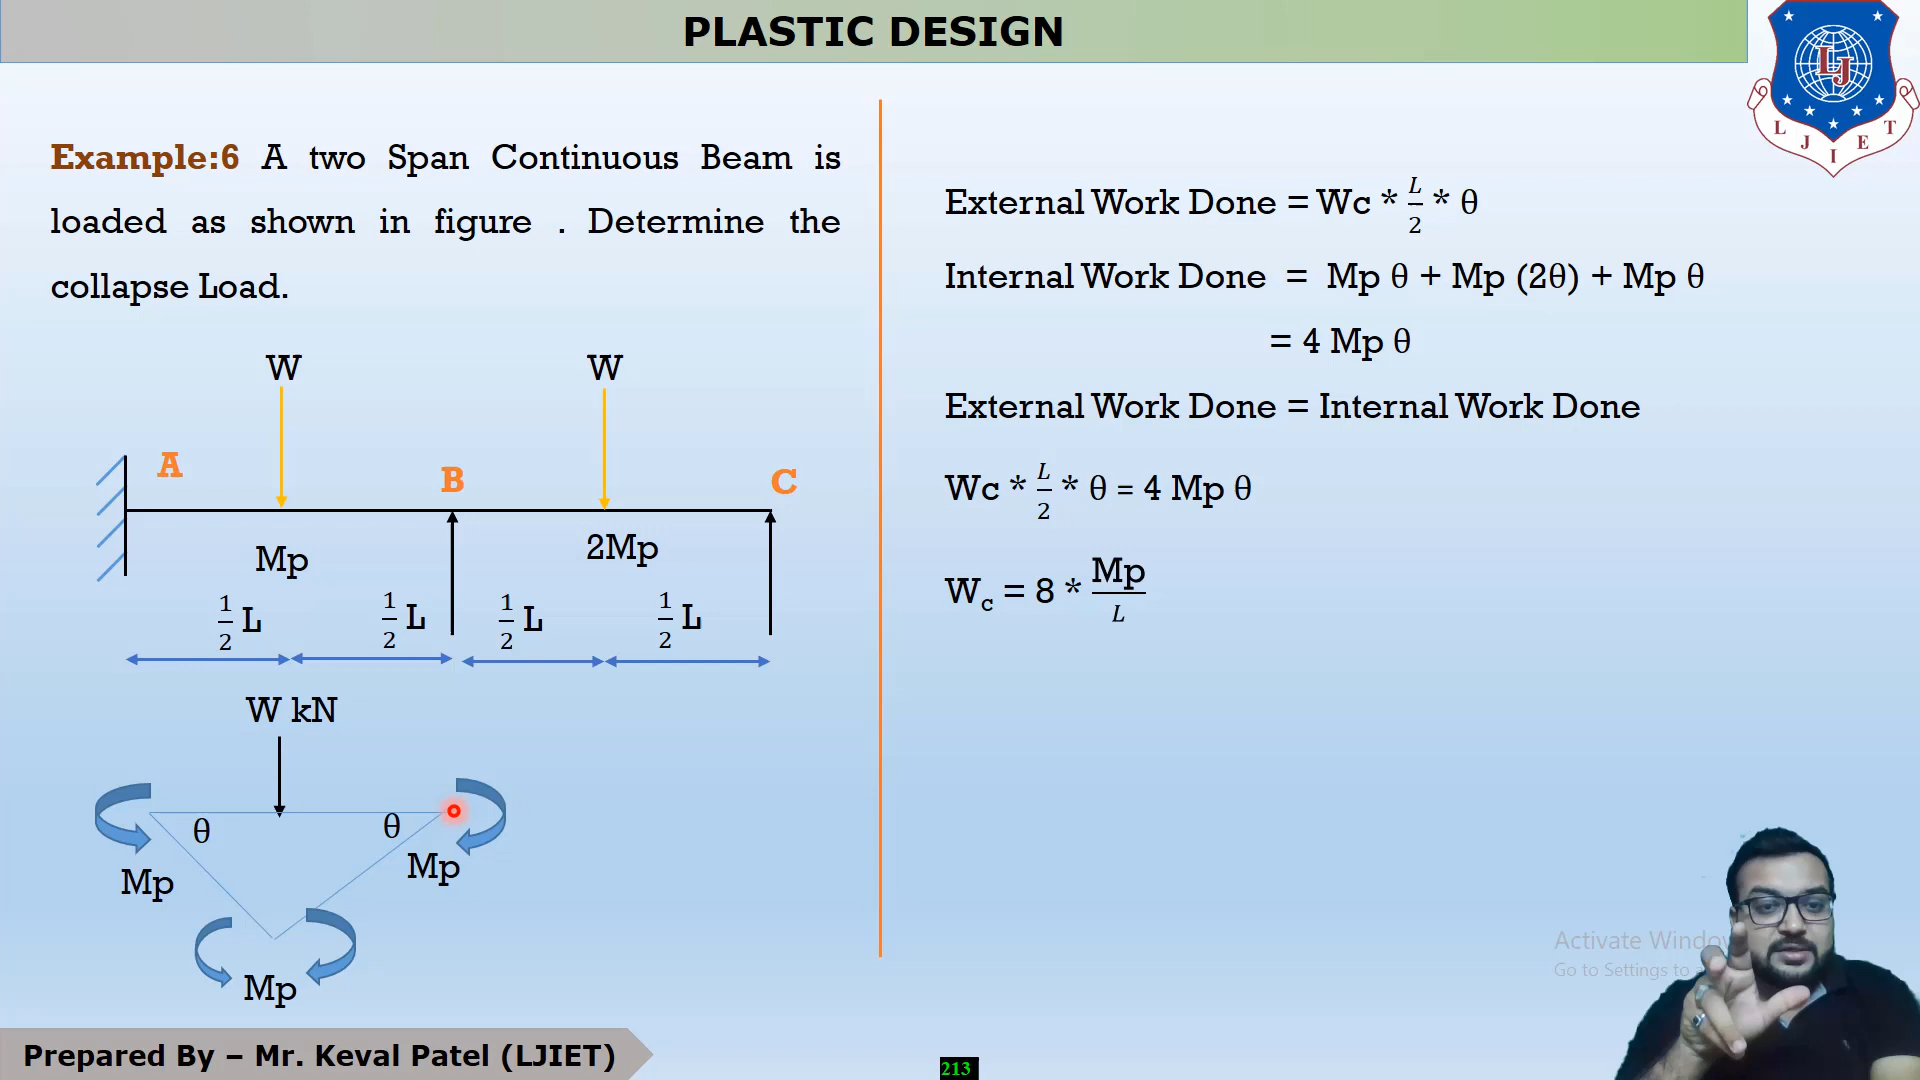 PLASTIC DESIGN
LJ
L J I E T
Example:6 A two Span Continuous Beam is
loaded as shown in figure . Determine the
collapse Load.
W W
A B C
Mp 2Mp
1/2 L 1/2 L 1/2 L 1/2 L
W kN
θ θ
Mp Mp
Mp
External Work Done = Wc * L/2 * θ
Internal Work Done = Mp θ + Mp (2θ) + Mp θ
= 4 Mp θ
External Work Done = Internal Work Done
Wc * L/2 * θ = 4 Mp θ
Wc = 8 * Mp/L
Activate Windo
Go to Settings to
Prepared By – Mr. Keval Patel (LJIET)
213